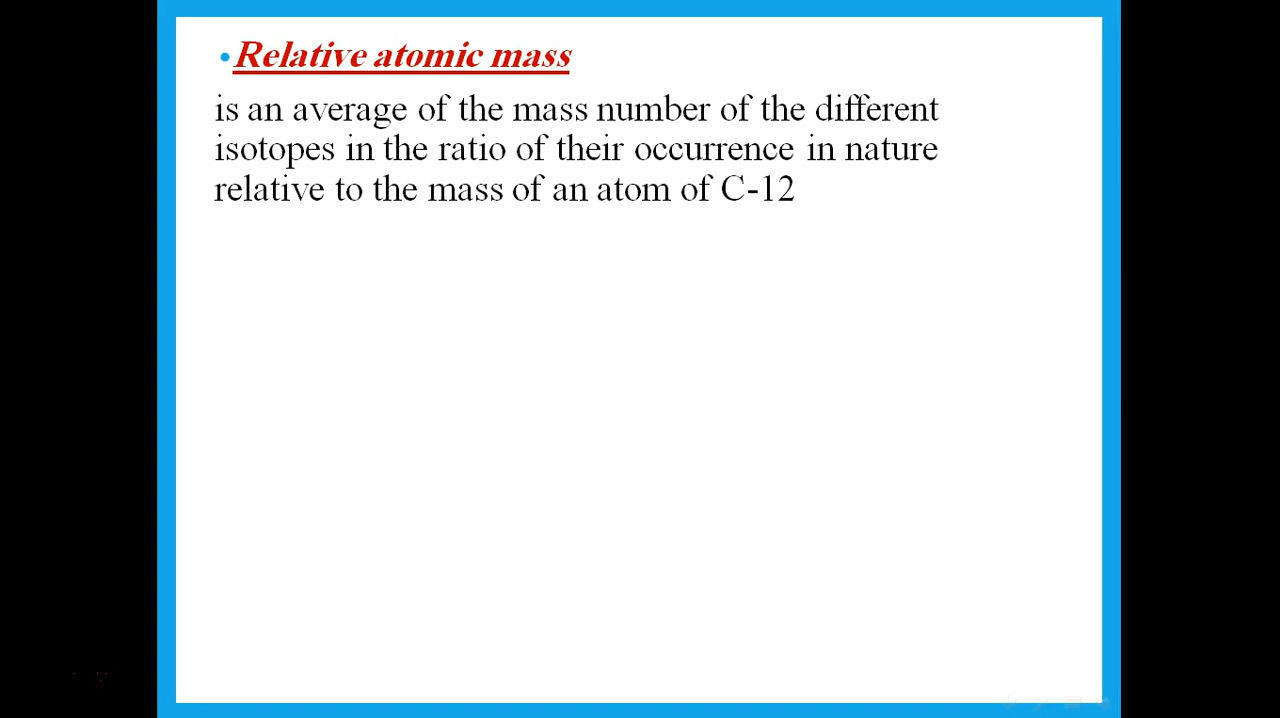 •Relative atomic mass
is an average of the mass number of the different
isotopes in the ratio of their occurrence in nature
relative to the mass of an atom of C-12